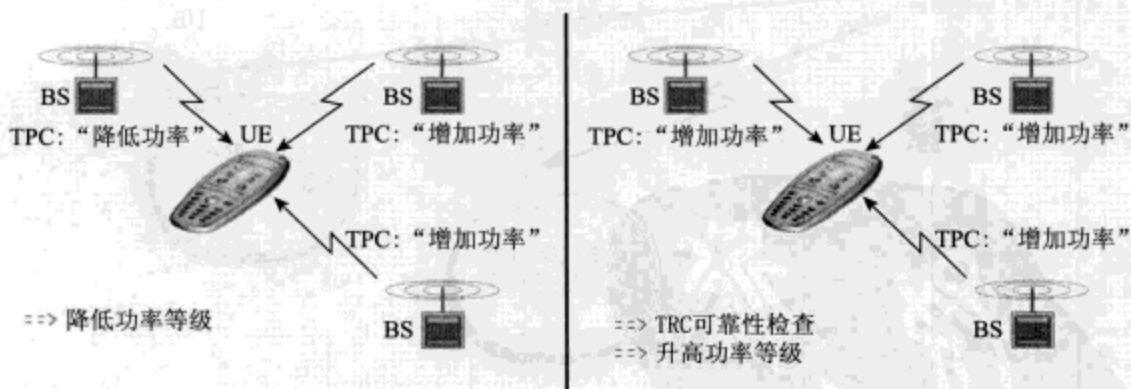 BS
BS
TPC: “降低功率”
UE
TPC: “增加功率”
TPC: “增加功率”
==> 降低功率等级
BS
BS
BS
TPC: “增加功率”
UE
TPC: “增加功率”
TPC: “增加功率”
==> TRC可靠性检查
==> 升高功率等级
BS